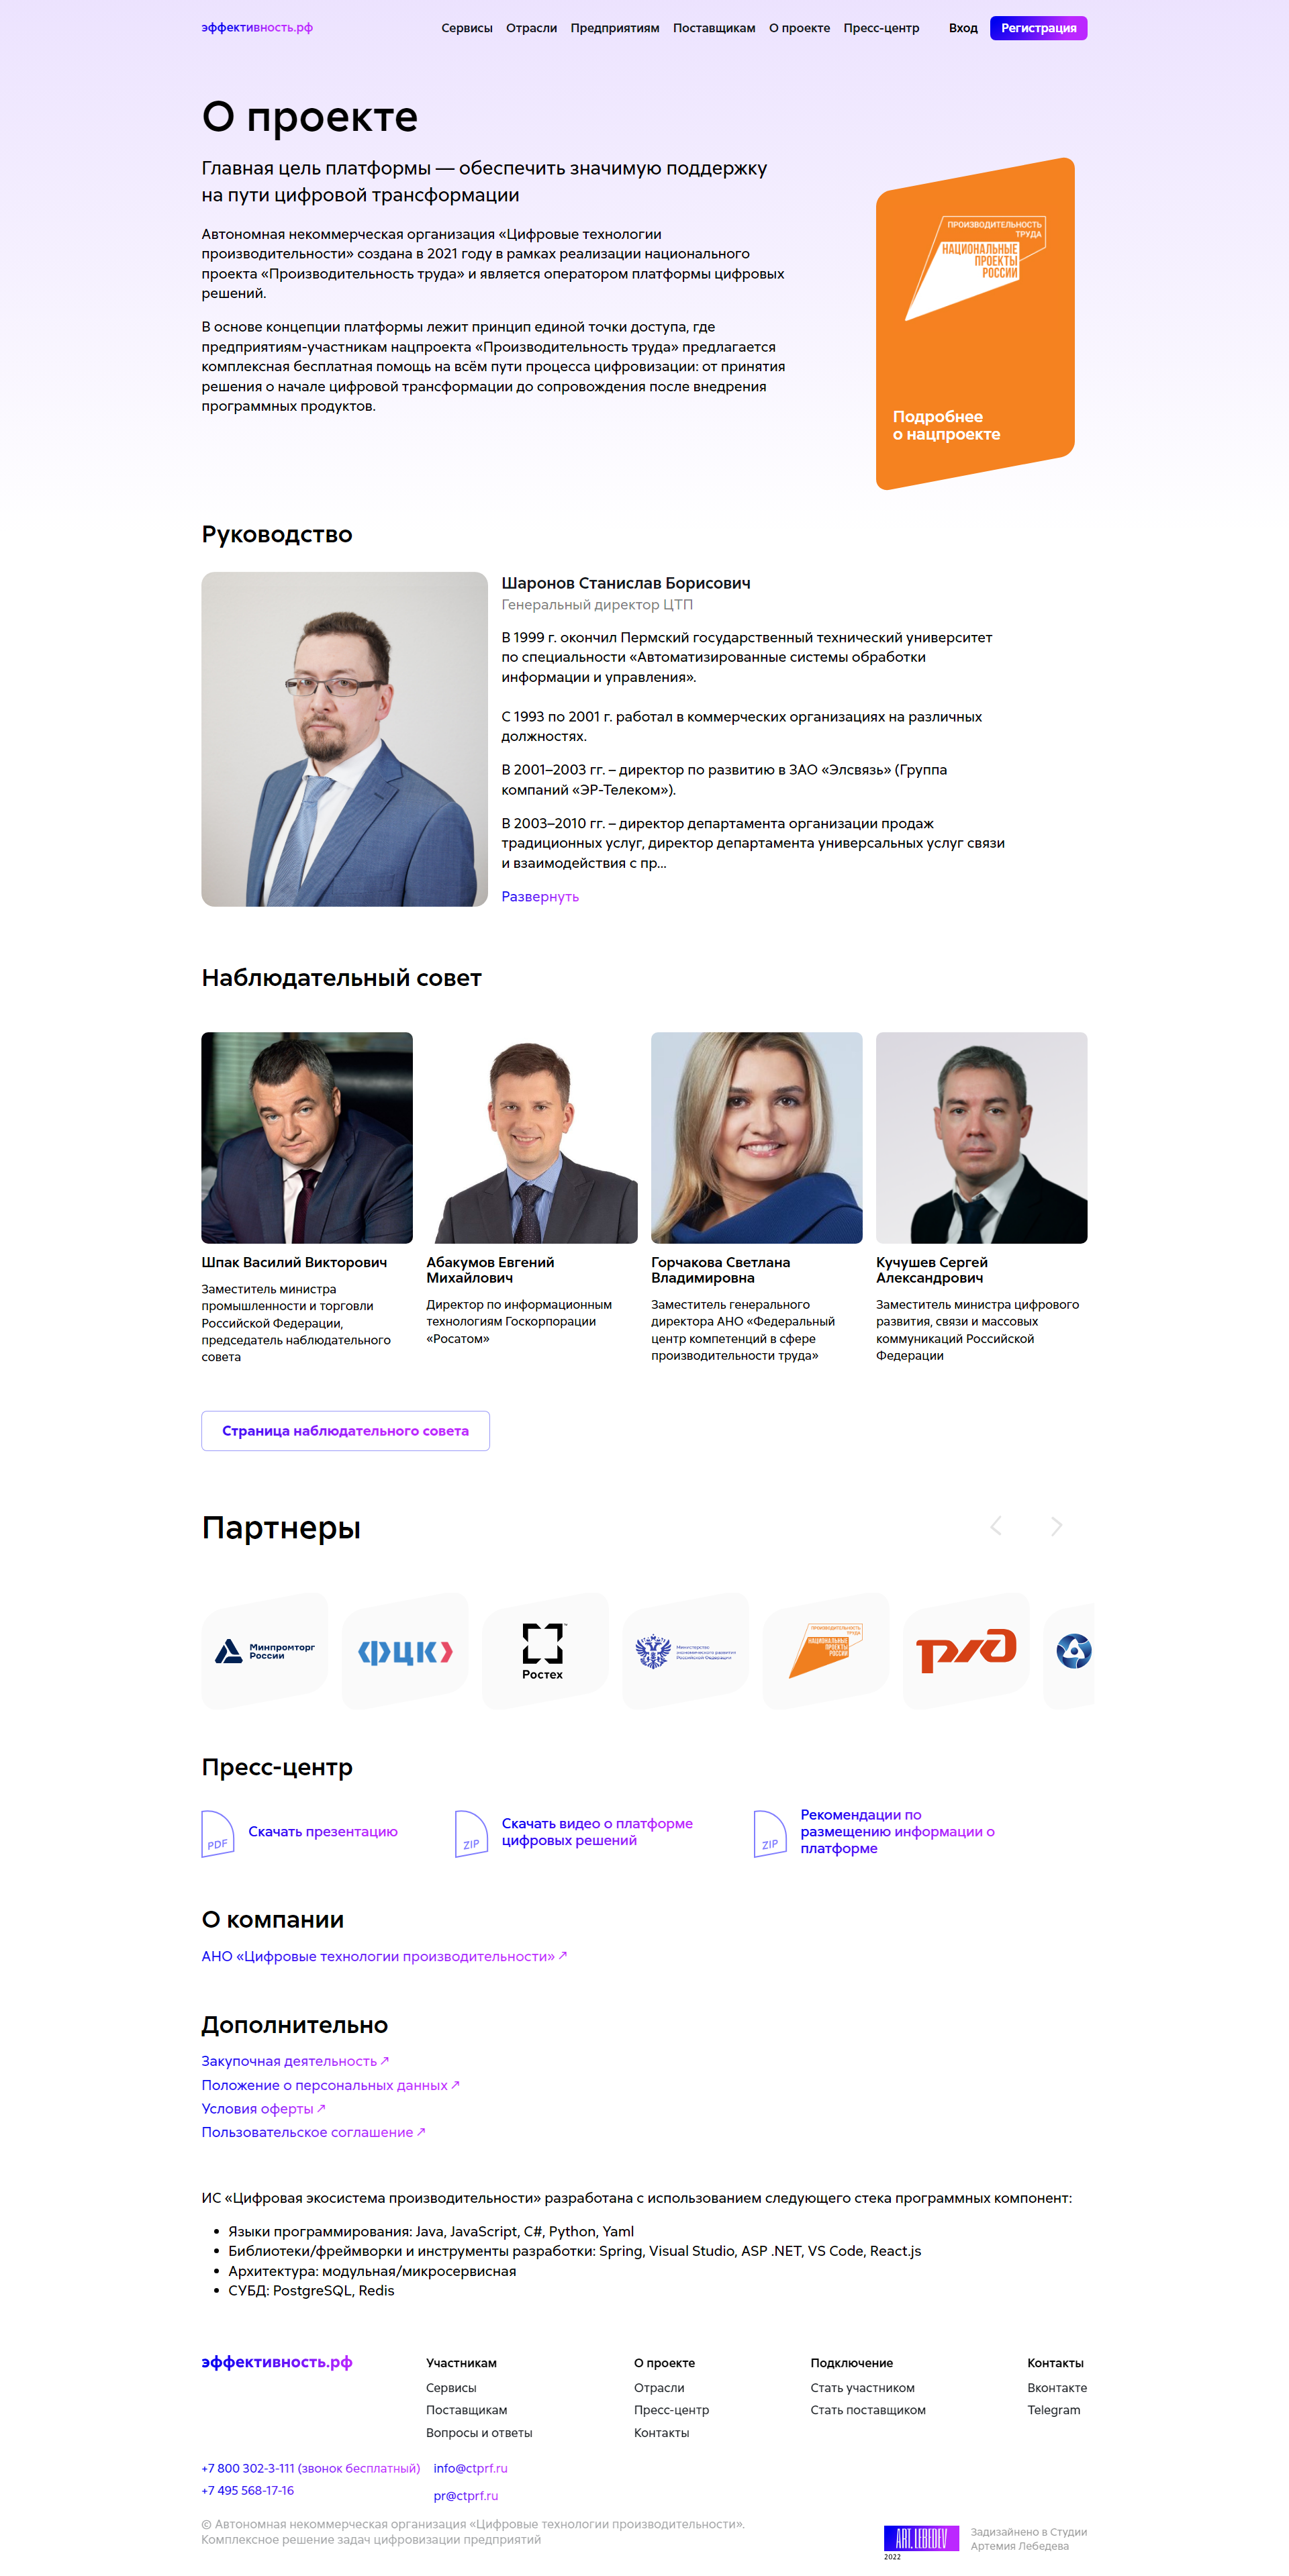 эффективность.рф
Сервисы Отрасли Предприятиям Поставщикам О проекте Пресс-центр Вход Регистрация
О проекте
Главная цель платформы — обеспечить значимую поддержку
на пути цифровой трансформации
Автономная некоммерческая организация «Цифровые технологии
производительности» создана в 2021 году в рамках реализации национального
проекта «Производительность труда» и является оператором платформы цифровых
решений.
В основе концепции платформы лежит принцип единой точки доступа, где
предприятиям-участникам нацпроекта «Производительность труда» предлагается
комплексная бесплатная помощь на всём пути процесса цифровизации: от принятия
решения о начале цифровой трансформации до сопровождения после внедрения
программных продуктов.
ПРОИЗВОДИТЕЛЬНОСТЬ
ТРУДА
НАЦИОНАЛЬНЫЕ
ПРОЕКТЫ
РОССИИ
Подробнее
о нацпроекте
Руководство
Шаронов Станислав Борисович
Генеральный директор ЦТП
В 1999 г. окончил Пермский государственный технический университет
по специальности «Автоматизированные системы обработки
информации и управления».
С 1993 по 2001 г. работал в коммерческих организациях на различных
должностях.
В 2001–2003 гг. – директор по развитию в ЗАО «Элсвязь» (Группа
компаний «ЭР-Телеком»).
В 2003–2010 гг. – директор департамента организации продаж
традиционных услуг, директор департамента универсальных услуг связи
и взаимодействия с пр...
Развернуть
Наблюдательный совет
Шпак Василий Викторович
Заместитель министра
промышленности и торговли
Российской Федерации,
председатель наблюдательного
совета
Абакумов Евгений
Михайлович
Директор по информационным
технологиям Госкорпорации
«Росатом»
Горчакова Светлана
Владимировна
Заместитель генерального
директора АНО «Федеральный
центр компетенций в сфере
производительности труда»
Кучушев Сергей
Александрович
Заместитель министра цифрового
развития, связи и массовых
коммуникаций Российской
Федерации
Страница наблюдательного совета
Партнеры
Минпромторг
России
ФЦК
Ростех
Министерство
экономического развития
Российской Федерации
ПРОИЗВОДИТЕЛЬНОСТЬ
ТРУДА
НАЦИОНАЛЬНЫЕ
ПРОЕКТЫ
РОССИИ
РЖД
Пресс-центр
PDF
Скачать презентацию
ZIP
Скачать видео о платформе
цифровых решений
ZIP
Рекомендации по
размещению информации о
платформе
О компании
АНО «Цифровые технологии производительности» ↗
Дополнительно
Закупочная деятельность ↗
Положение о персональных данных ↗
Условия оферты ↗
Пользовательское соглашение ↗
ИС «Цифровая экосистема производительности» разработана с использованием следующего стека программных компонент:
• Языки программирования: Java, JavaScript, C#, Python, Yaml
• Библиотеки/фреймворки и инструменты разработки: Spring, Visual Studio, ASP .NET, VS Code, React.js
• Архитектура: модульная/микросервисная
• СУБД: PostgreSQL, Redis
эффективность.рф
Участникам
Сервисы
Поставщикам
Вопросы и ответы
О проекте
Отрасли
Пресс-центр
Контакты
Подключение
Стать участником
Стать поставщиком
Контакты
Вконтакте
Telegram
+7 800 302-3-111 (звонок бесплатный)
+7 495 568-17-16
info@ctprf.ru
pr@ctprf.ru
© Автономная некоммерческая организация «Цифровые технологии производительности».
Комплексное решение задач цифровизации предприятий
ART. LEBEDEV
2022
Задизайнено в Студии
Артемия Лебедева